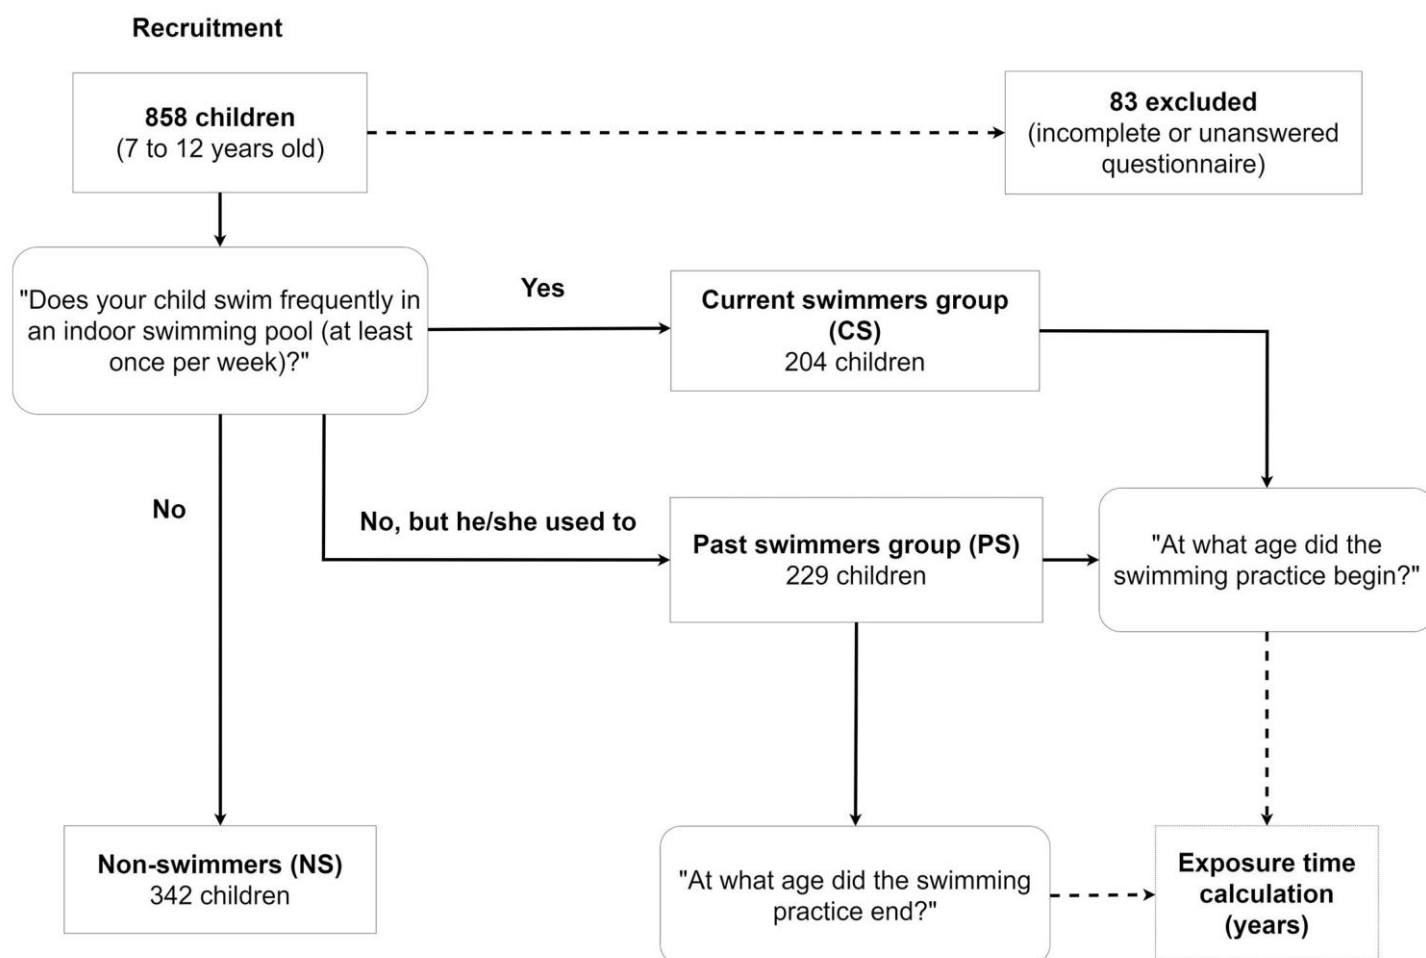 Recruitment
858 children
(7 to 12 years old)
83 excluded
(incomplete or unanswered
questionnaire)
"Does your child swim frequently in
an indoor swimming pool (at least
once per week)?"
Yes
Current swimmers group
(CS)
204 children
No
No, but he/she used to
Past swimmers group (PS)
229 children
"At what age did the
swimming practice begin?"
Non-swimmers (NS)
342 children
"At what age did the swimming
practice end?"
Exposure time
calculation
(years)